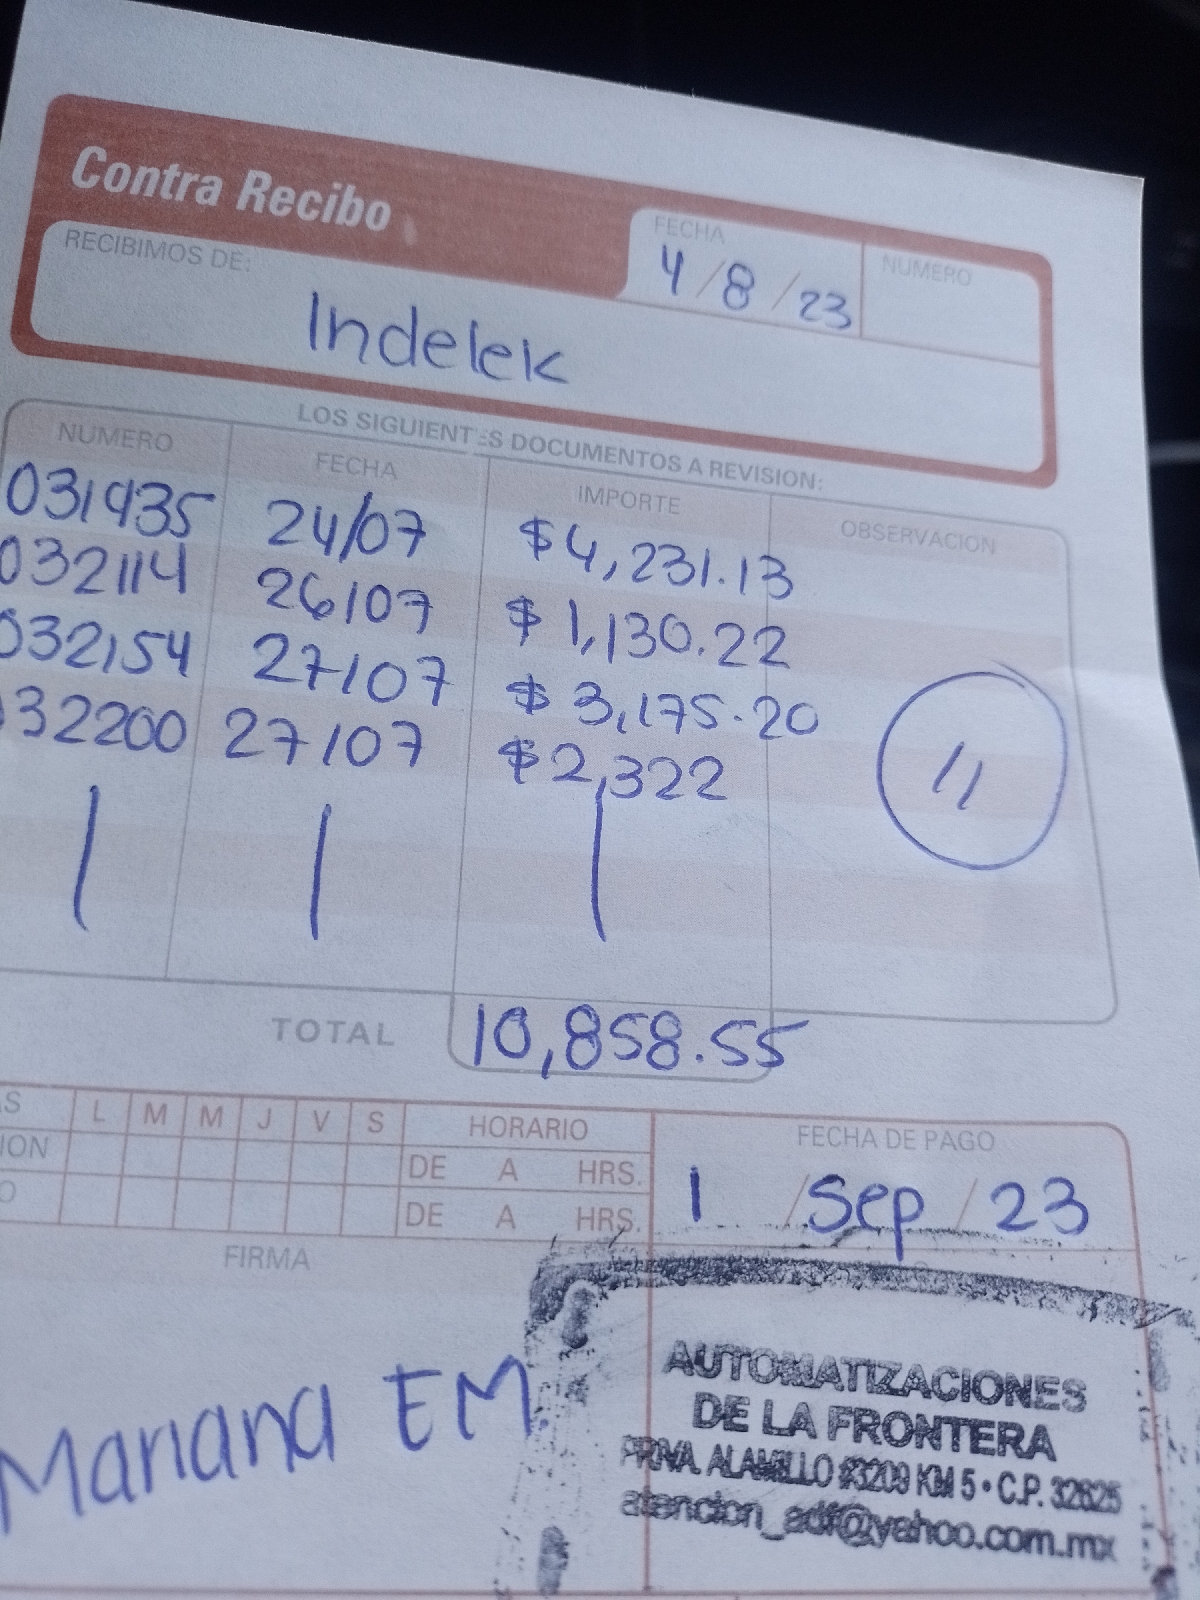 Contra Recibo
FECHA
NUMERO
4/8/23
RECIBIMOS DE:
Indelek
LOS SIGUIENTES DOCUMENTOS A REVISION:
NUMERO FECHA IMPORTE OBSERVACION
031935 24/07 $4,231.13
032114 26/07 $1,130.22
032154 27/07 $3,175.20
032200 27/07 $2,322
11
TOTAL 10,858.55
L M M J V S HORARIO FECHA DE PAGO
DE A HRS.
DE A HRS.
1 / Sep / 23
FIRMA
Mariana EM.
AUTOMATIZACIONES
DE LA FRONTERA
PRIVA. ALAMILLO #3209 KM 5 • C.P. 32625
atencion_adf@yahoo.com.mx